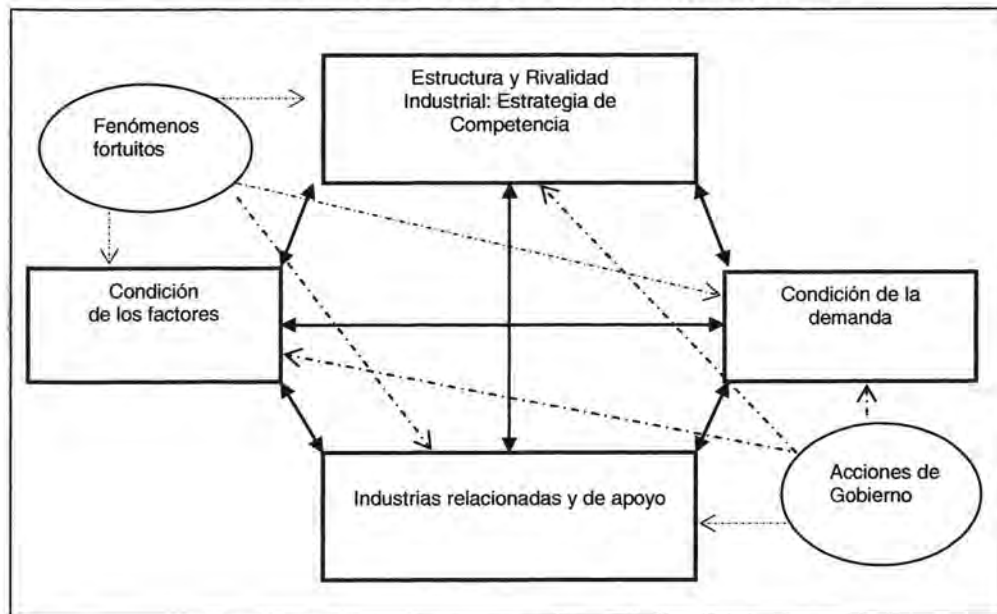 Estructura y Rivalidad
Industrial: Estrategia de
Competencia
Fenómenos
fortuitos
Condición
de los factores
Condición de la
demanda
Industrias relacionadas y de apoyo
Acciones de
Gobierno